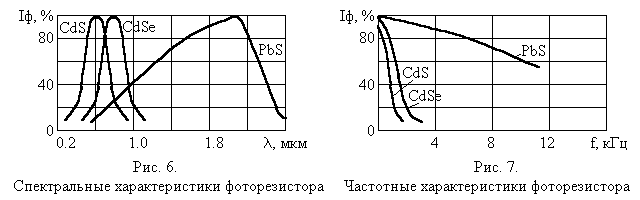 Iф, %
CdS
CdSe
80
PbS
40
0.2 0.6 1.0 1.8 λ, мкм
Рис. 6.
Спектральные характеристики фоторезистора
Iф, %
80
PbS
CdS
40
CdSe
0 4 8 12 f, кГц
Рис. 7.
Частотные характеристики фоторезистора